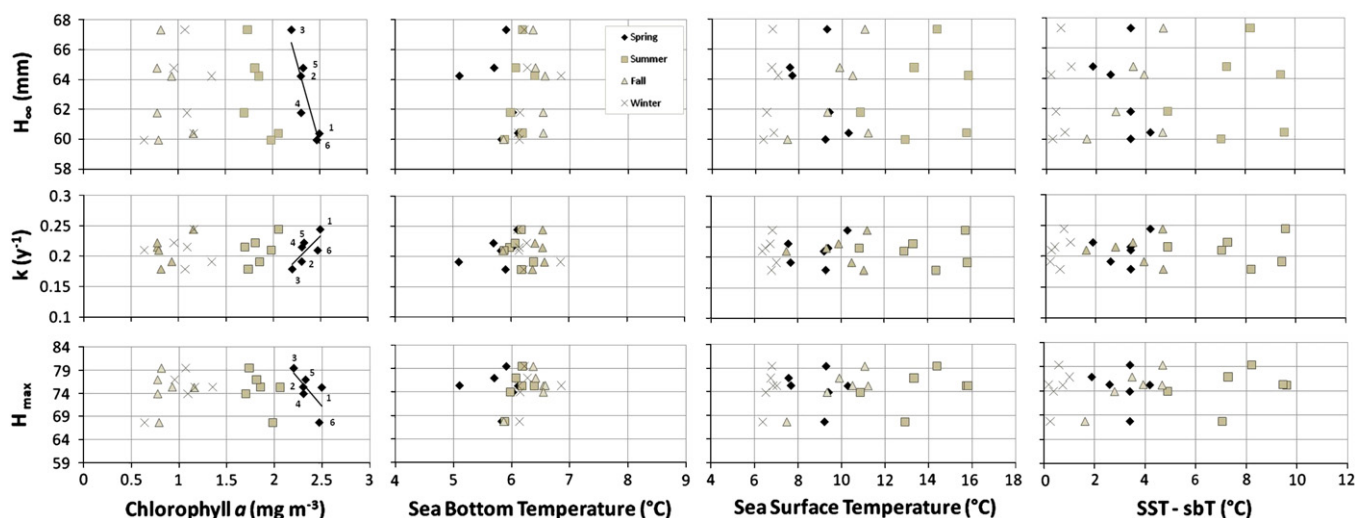 68
66
64
62
60
58
H∞ (mm)
3
5
2
4
1
6
Spring
Summer
Fall
Winter
0.3
0.25
0.2
0.15
0.1
k (y-1)
1
5
4
6
2
3
84
79
74
69
64
59
Hmax
3
5
2
1
4
6
0 0.5 1 1.5 2 2.5 3
4 5 6 7 8 9
4 6 8 10 12 14 16 18
0 2 4 6 8 10 12
Chlorophyll a (mg m-3)
Sea Bottom Temperature (°C)
Sea Surface Temperature (°C)
SST - sbT (°C)